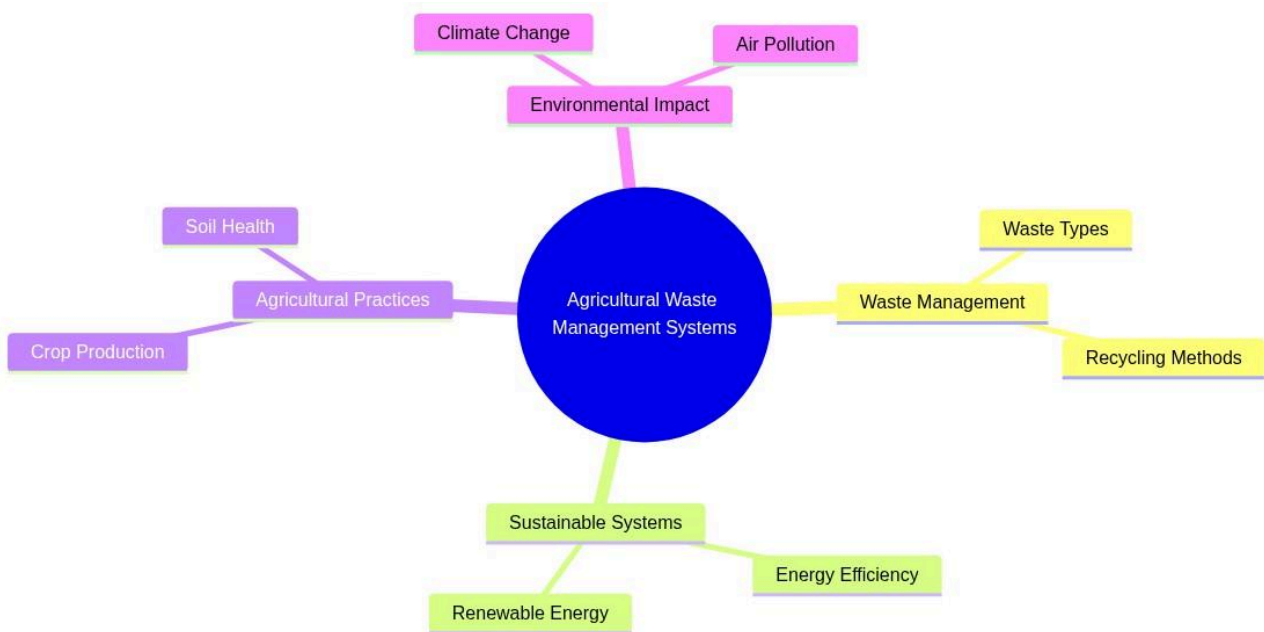 Climate Change
Air Pollution
Environmental Impact
Soil Health
Waste Types
Agricultural Practices
Agricultural Waste
Management Systems
Waste Management
Crop Production
Recycling Methods
Sustainable Systems
Energy Efficiency
Renewable Energy